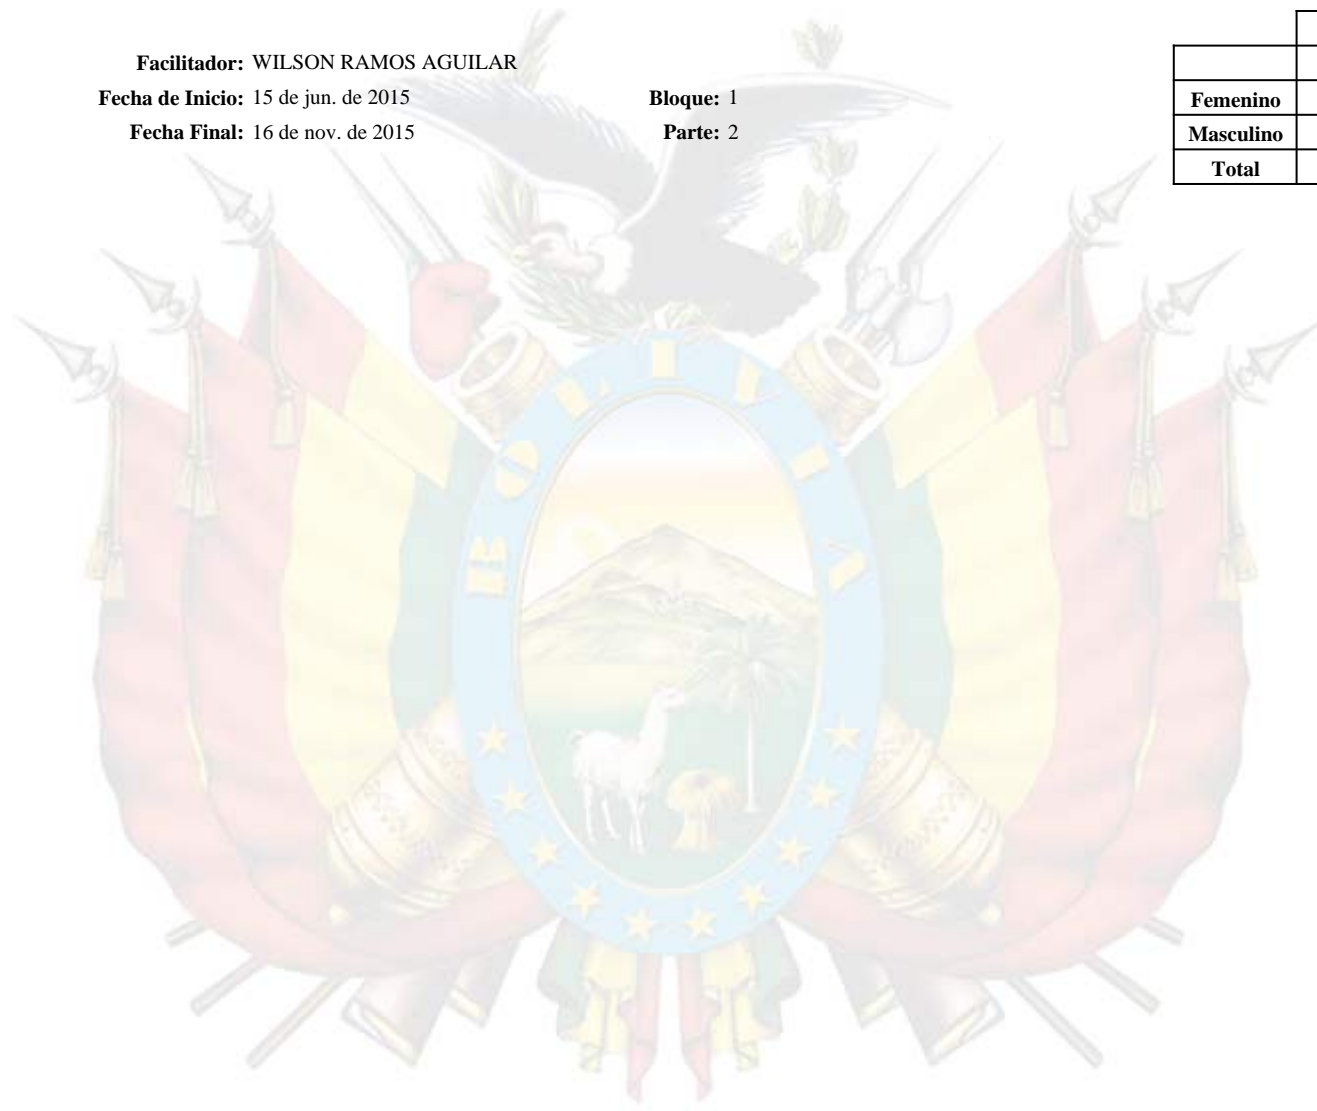 Facilitador: WILSON RAMOS AGUILAR
Fecha de Inicio: 15 de jun. de 2015 Bloque: 1
Fecha Final: 16 de nov. de 2015 Parte: 2
Femenino
Masculino
Total
BOLIVIA